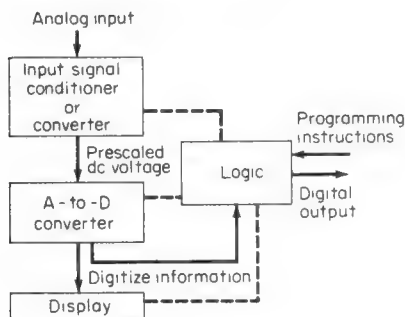 Analog input
Input signal
conditioner
or
converter
Prescaled
dc voltage
A-to-D
converter
Digitize information
Display
Logic
Programming
instructions
Digital
output